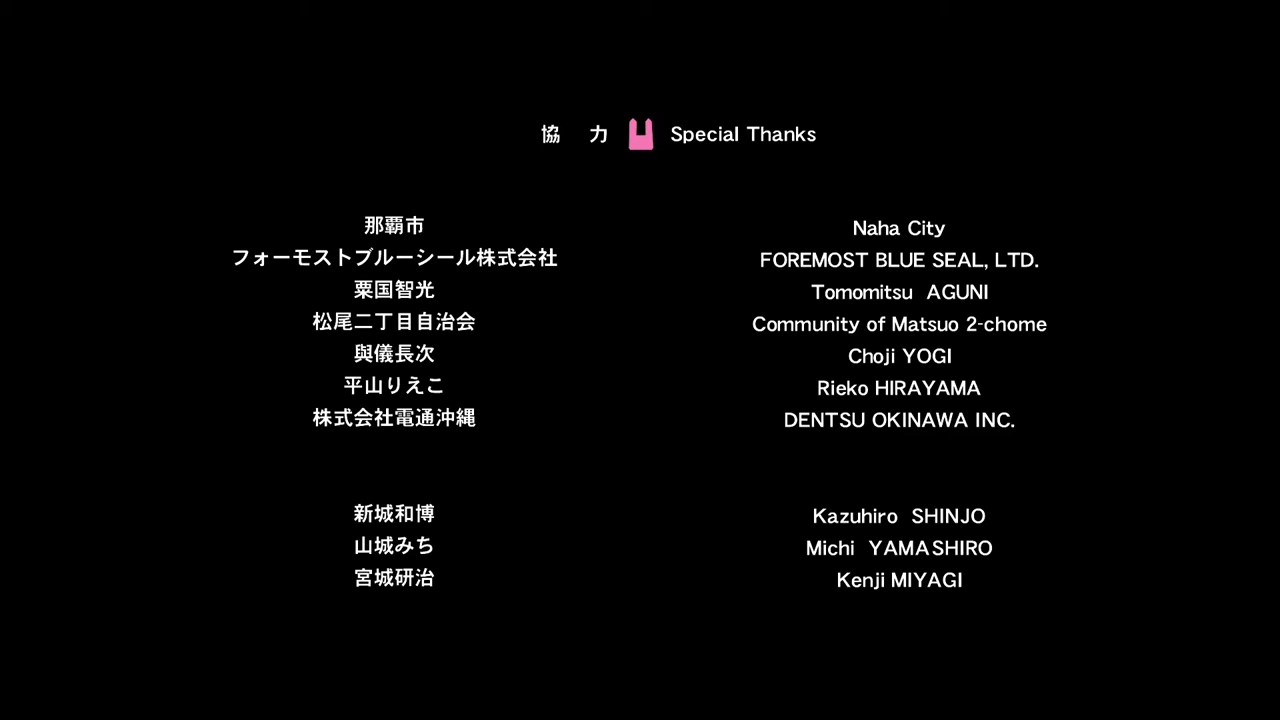 協 力 Special Thanks
那覇市 Naha City
フォーモストブルーシール株式会社 FOREMOST BLUE SEAL, LTD.
粟国智光 Tomomitsu AGUNI
松尾二丁目自治会 Community of Matsuo 2-chome
與儀長次 Choji YOGI
平山りえこ Rieko HIRAYAMA
株式会社電通沖縄 DENTSU OKINAWA INC.
新城和博 Kazuhiro SHINJO
山城みち Michi YAMASHIRO
宮城研治 Kenji MIYAGI